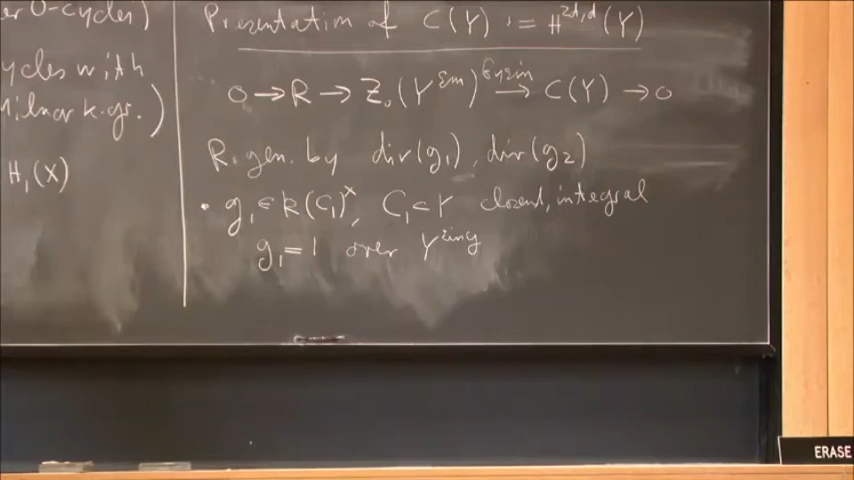 er 0-cycles)
ycles with
Milnor k-gr.)
H₁(X)
Presentation of C(Y) := H^{2d,d}(Y)
0 → R → Z₀(Y^{sm}) →^{Gysin} C(Y) → 0
R gen. by div(g₁), div(g₂)
• g₁ ∈ k(C₁)^×, C₁ ⊂ Y closed, integral
g₁ = 1 over Y^{sing}
ERASE